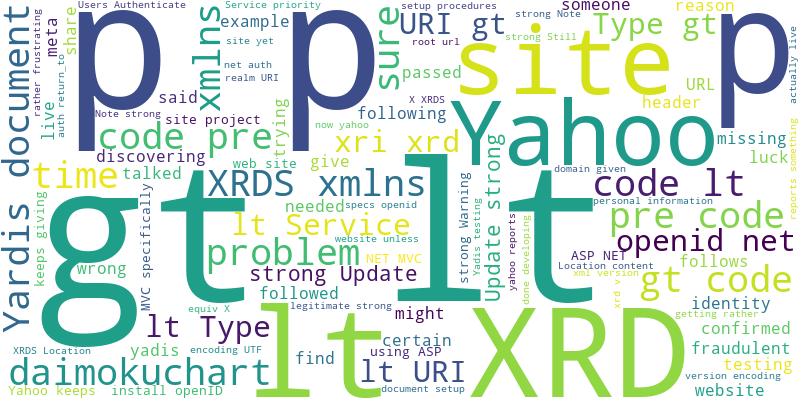 Yardis document
p
Users Authenticate
p
Service priority
setup procedures
someone
reason
rather frustrating
meta
share
xmlns
example
site yet
net auth
realm URI
sure
URI gt
root url
strong Note
Type gt
site
strong Still
p
actually live
live
auth return_to
Note strong
said
site project
following
passed
X XRDS
URL
header
code pre
trying
now yahoo
xri xrd
Yahoo
missing
luck
discovering
talked
web site
give
time
XRDS xmlns
domain given
code lt
reports something
keeps giving
wrong
MVC specifically
gt
lt Service
needed
specs openid
lt
personal information
pre code
problem
website unless
NET MVC
Yadis testing
strong Warning
Update strong
yahoo reports
done developing
ASP NET
Location content
xml version
xrd v
openid net
follows
gt code
strong Update
followed
legitimate strong
equiv X
lt Type
might
identity
getting rather
confirmed
XRDS Location
yadis
encoding UTF
find
lt
certain
using ASP
XRD
fraudulent
daimokuchart
lt URI
testing
version encoding
Yahoo keeps
install openID
document setup
website